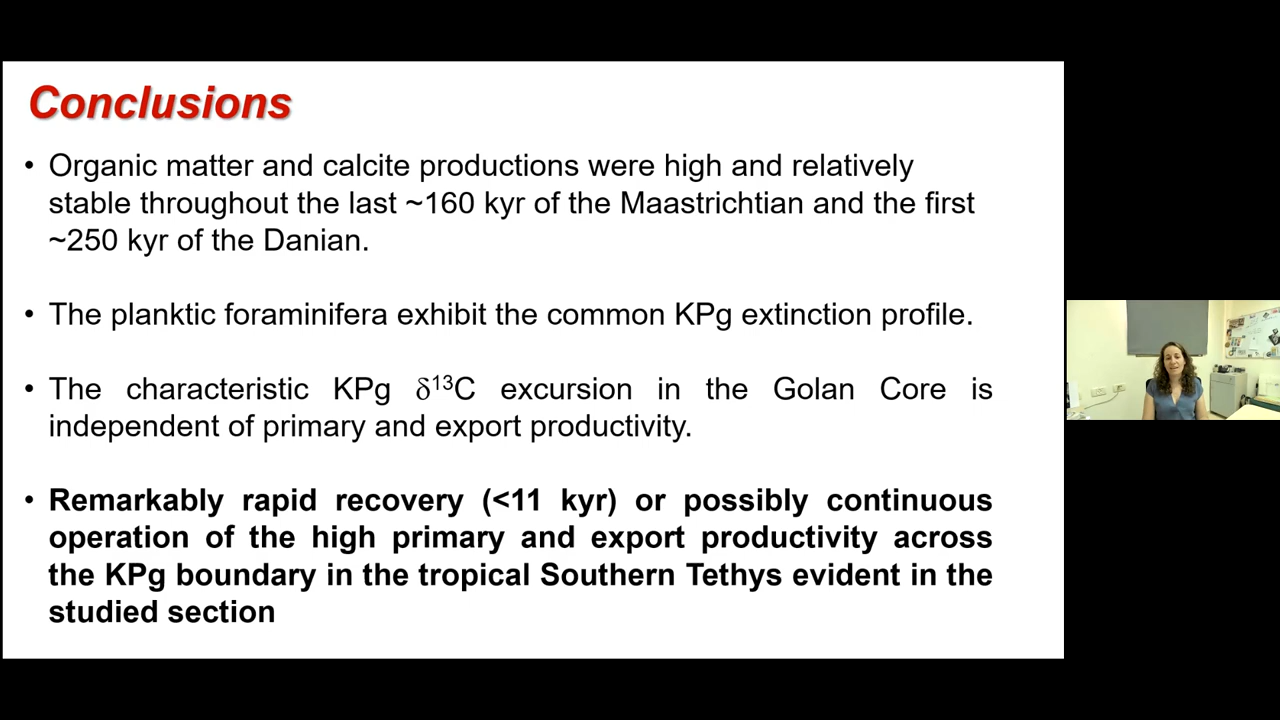 Conclusions
• Organic matter and calcite productions were high and relatively
stable throughout the last ~160 kyr of the Maastrichtian and the first
~250 kyr of the Danian.
• The planktic foraminifera exhibit the common KPg extinction profile.
• The characteristic KPg δ¹³C excursion in the Golan Core is
independent of primary and export productivity.
• Remarkably rapid recovery (<11 kyr) or possibly continuous
operation of the high primary and export productivity across
the KPg boundary in the tropical Southern Tethys evident in the
studied section